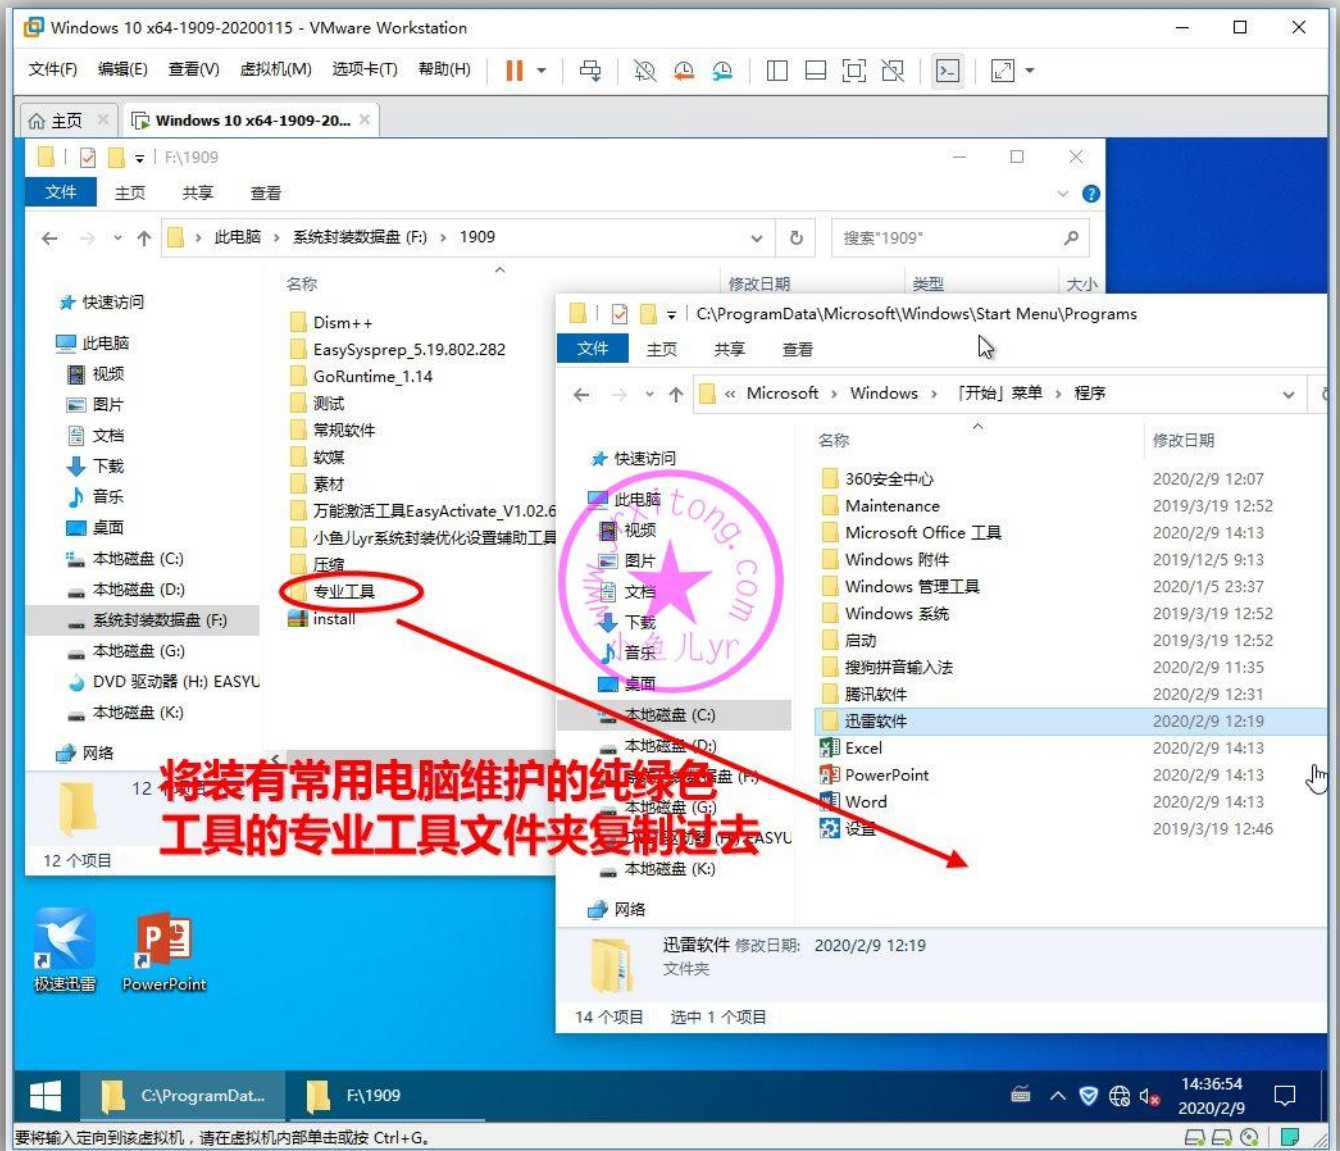 Windows 10 x64-1909-20200115 - VMware Workstation
文件(F) 编辑(E) 查看(V) 虚拟机(M) 选项卡(T) 帮助(H)
主页
Windows 10 x64-1909-20...
F:\1909
文件 主页 共享 查看
此电脑 › 系统封装数据盘 (F:) › 1909
搜索"1909"
名称 修改日期 类型 大小
快速访问
此电脑
视频
图片
文档
下载
音乐
桌面
本地磁盘 (C:)
本地磁盘 (D:)
系统封装数据盘 (F:)
本地磁盘 (G:)
DVD 驱动器 (H:) EASYU
本地磁盘 (K:)
网络
Dism++
EasySysprep_5.19.802.282
GoRuntime_1.14
测试
常规软件
软媒
素材
万能激活工具EasyActivate_V1.02.6
小鱼儿yr系统封装优化设置辅助工具
压缩
专业工具
install
12 个项目
C:\ProgramData\Microsoft\Windows\Start Menu\Programs
文件 主页 共享 查看
« Microsoft › Windows › 「开始」菜单 › 程序
名称 修改日期
快速访问
此电脑
视频
图片
文档
下载
音乐
桌面
本地磁盘 (C:)
本地磁盘 (D:)
本地磁盘 (G:)
本地磁盘 (K:)
网络
360安全中心 2020/2/9 12:07
Maintenance 2019/3/19 12:52
Microsoft Office 工具 2020/2/9 14:13
Windows 附件 2019/12/5 9:13
Windows 管理工具 2020/1/5 23:37
Windows 系统 2019/3/19 12:52
启动 2019/3/19 12:52
搜狗拼音输入法 2020/2/9 11:35
腾讯软件 2020/2/9 12:31
迅雷软件 2020/2/9 12:19
Excel 2020/2/9 14:13
PowerPoint 2020/2/9 14:13
Word 2020/2/9 14:13
设置 2019/3/19 12:46
www.yrxitong.com
小鱼儿yr
将装有常用电脑维护的纯绿色
工具的专业工具文件夹复制过去
迅雷软件 修改日期: 2020/2/9 12:19
文件夹
14 个项目 选中 1 个项目
极速迅雷
PowerPoint
C:\ProgramDat...
F:\1909
14:36:54
2020/2/9
要将输入定向到该虚拟机，请在虚拟机内部单击或按 Ctrl+G。